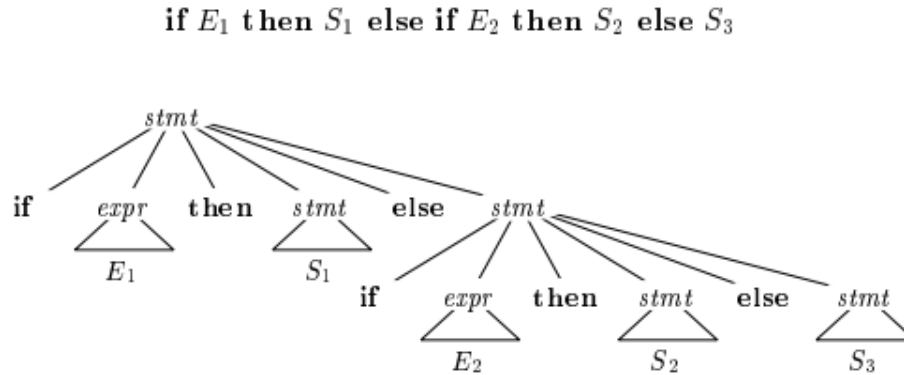 if E₁ then S₁ else if E₂ then S₂ else S₃
stmt
if expr then stmt else stmt
E₁ S₁
if expr then stmt else stmt
E₂ S₂ S₃